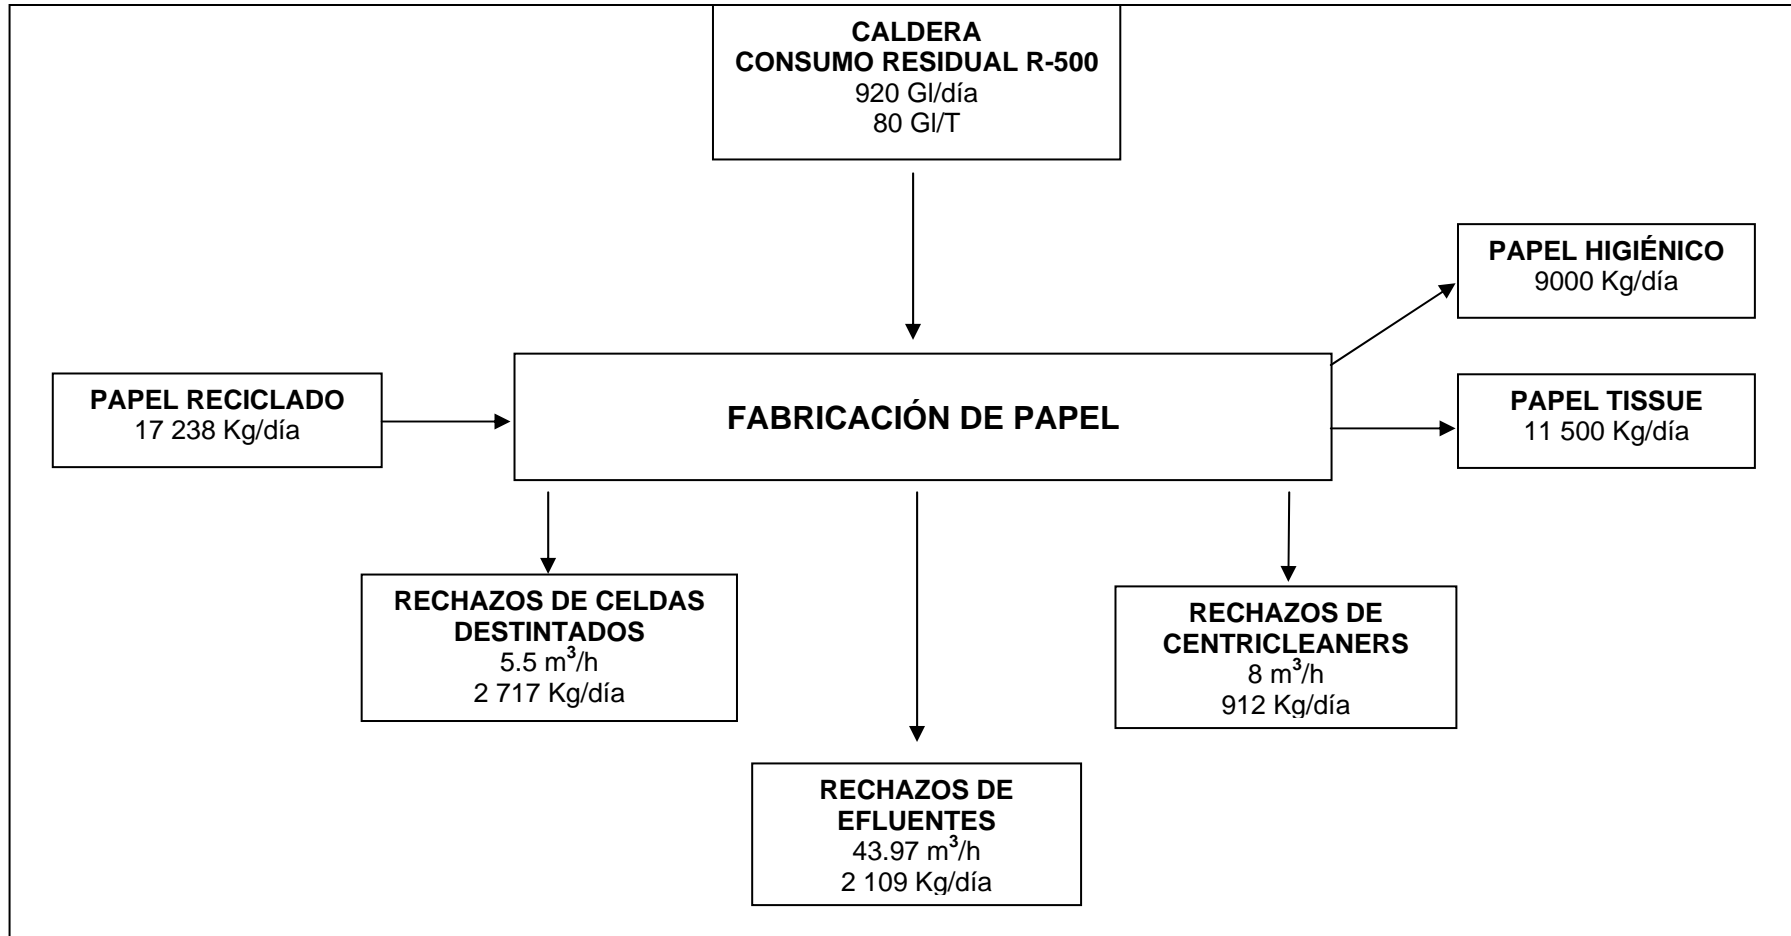 CALDERA
CONSUMO RESIDUAL R-500
920 Gl/día
80 Gl/T
PAPEL HIGIÉNICO
9000 Kg/día
PAPEL RECICLADO
17 238 Kg/día
FABRICACIÓN DE PAPEL
PAPEL TISSUE
11 500 Kg/día
RECHAZOS DE CELDAS
DESTINTADOS
5.5 m³/h
2 717 Kg/día
RECHAZOS DE
CENTRICLEANERS
8 m³/h
912 Kg/día
RECHAZOS DE
EFLUENTES
43.97 m³/h
2 109 Kg/día